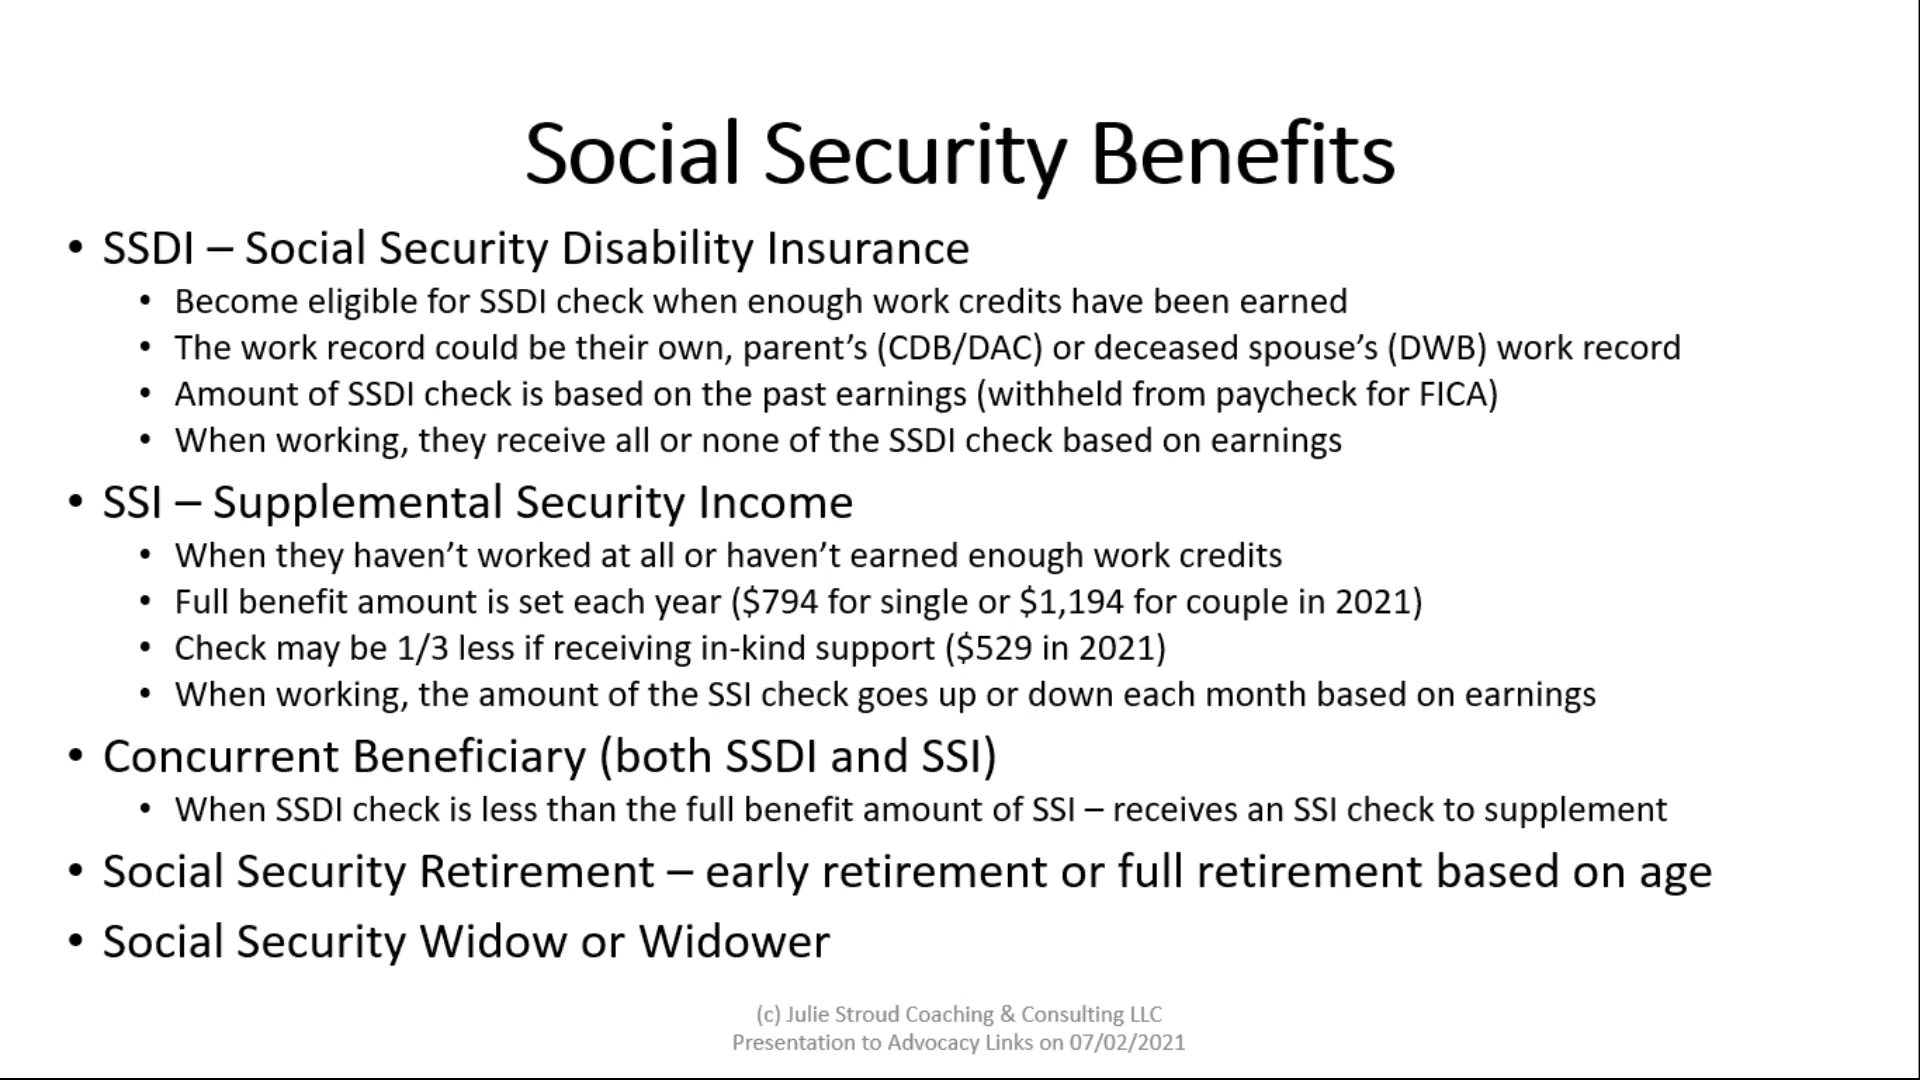 Social Security Benefits
• SSDI – Social Security Disability Insurance
• Become eligible for SSDI check when enough work credits have been earned
• The work record could be their own, parent’s (CDB/DAC) or deceased spouse’s (DWB) work record
• Amount of SSDI check is based on the past earnings (withheld from paycheck for FICA)
• When working, they receive all or none of the SSDI check based on earnings
• SSI – Supplemental Security Income
• When they haven’t worked at all or haven’t earned enough work credits
• Full benefit amount is set each year ($794 for single or $1,194 for couple in 2021)
• Check may be 1/3 less if receiving in-kind support ($529 in 2021)
• When working, the amount of the SSI check goes up or down each month based on earnings
• Concurrent Beneficiary (both SSDI and SSI)
• When SSDI check is less than the full benefit amount of SSI – receives an SSI check to supplement
• Social Security Retirement – early retirement or full retirement based on age
• Social Security Widow or Widower
(c) Julie Stroud Coaching & Consulting LLC
Presentation to Advocacy Links on 07/02/2021